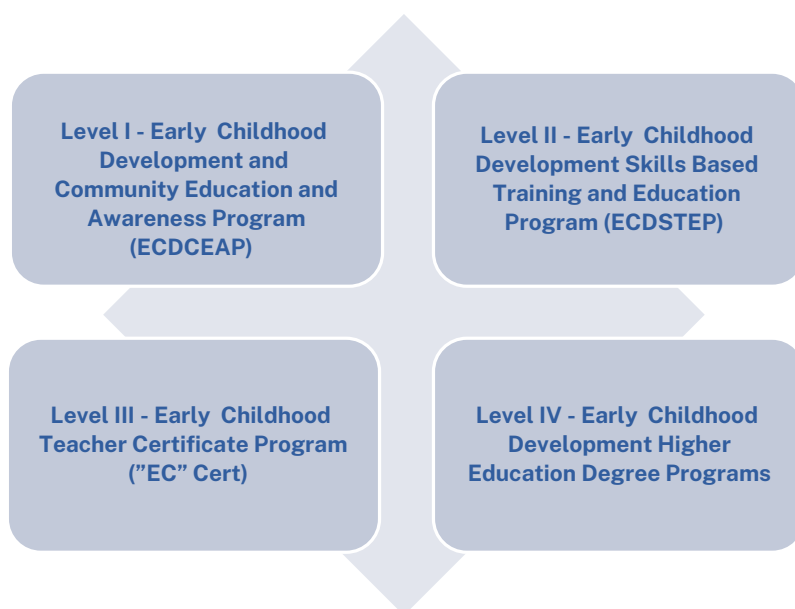 Level I - Early Childhood
Development and
Community Education and
Awareness Program
(ECDCEAP)
Level II - Early Childhood
Development Skills Based
Training and Education
Program (ECDSTEP)
Level III - Early Childhood
Teacher Certificate Program
(”EC” Cert)
Level IV - Early Childhood
Development Higher
Education Degree Programs